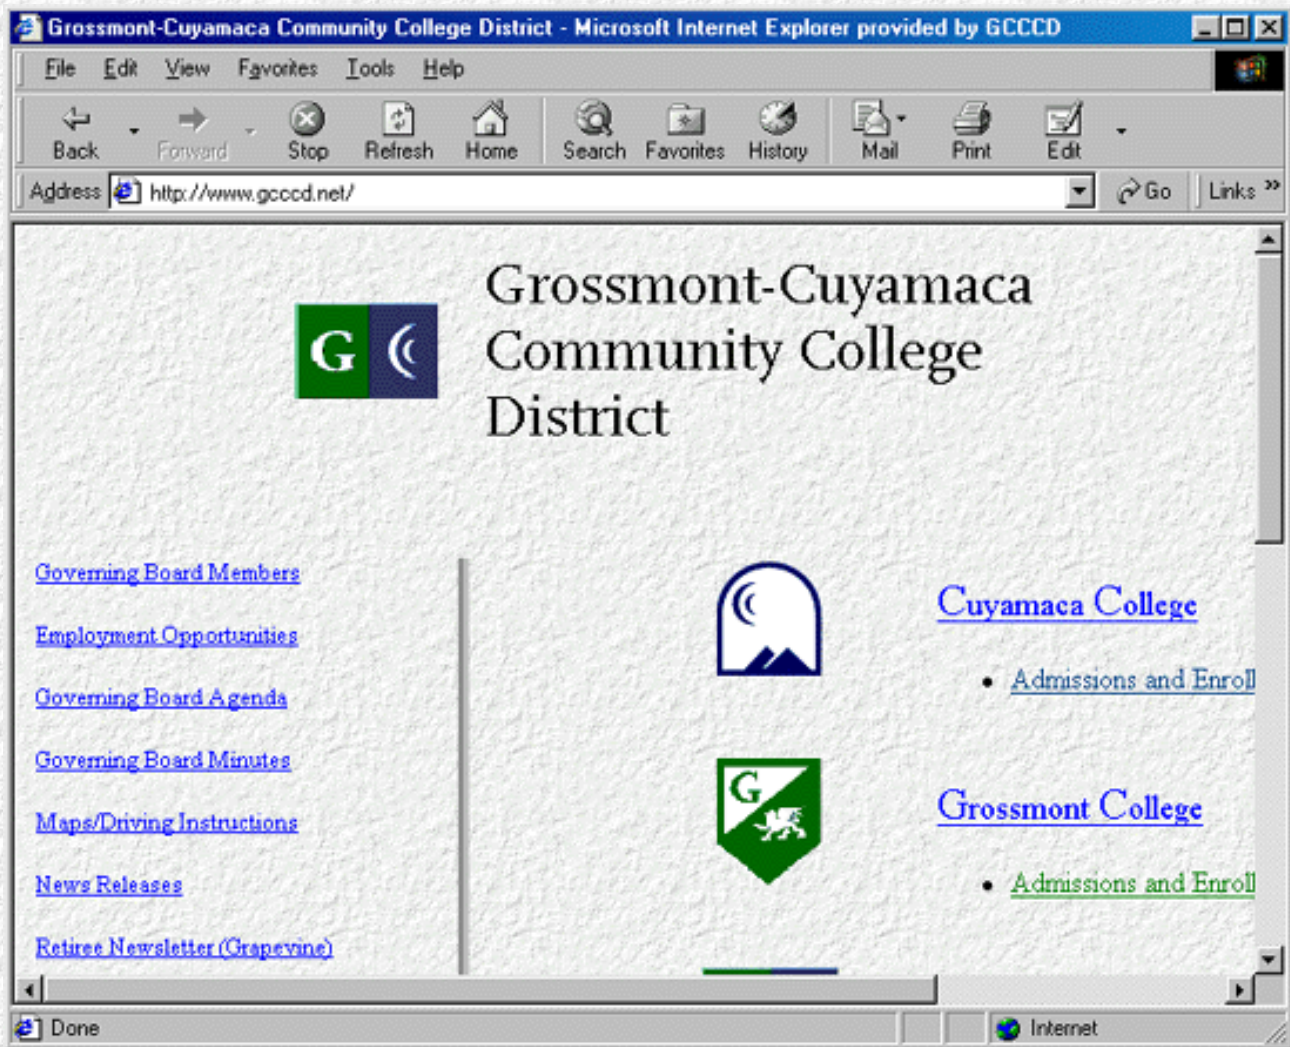 Grossmont-Cuyamaca Community College District - Microsoft Internet Explorer provided by GCCCD
File Edit View Favorites Tools Help
Back Forward Stop Refresh Home Search Favorites History Mail Print Edit
Address http://www.gcccd.net/ Go Links »
G
Grossmont-Cuyamaca
Community College
District
Governing Board Members
Employment Opportunities
Governing Board Agenda
Governing Board Minutes
Maps/Driving Instructions
News Releases
Retiree Newsletter (Grapevine)
Cuyamaca College
• Admissions and Enroll
G
Grossmont College
• Admissions and Enroll
Done Internet